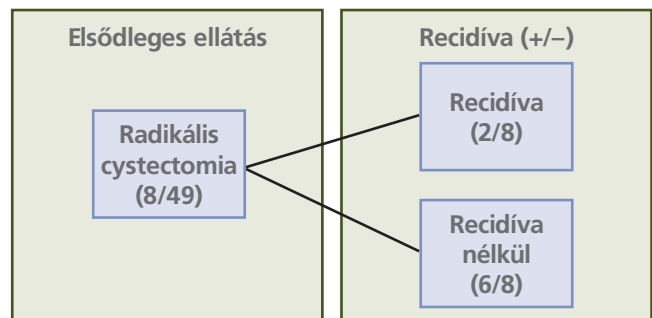 Elsődleges ellátás
Recidíva (+/–)
Radikális
cystectomia
(8/49)
Recidíva
(2/8)
Recidíva
nélkül
(6/8)